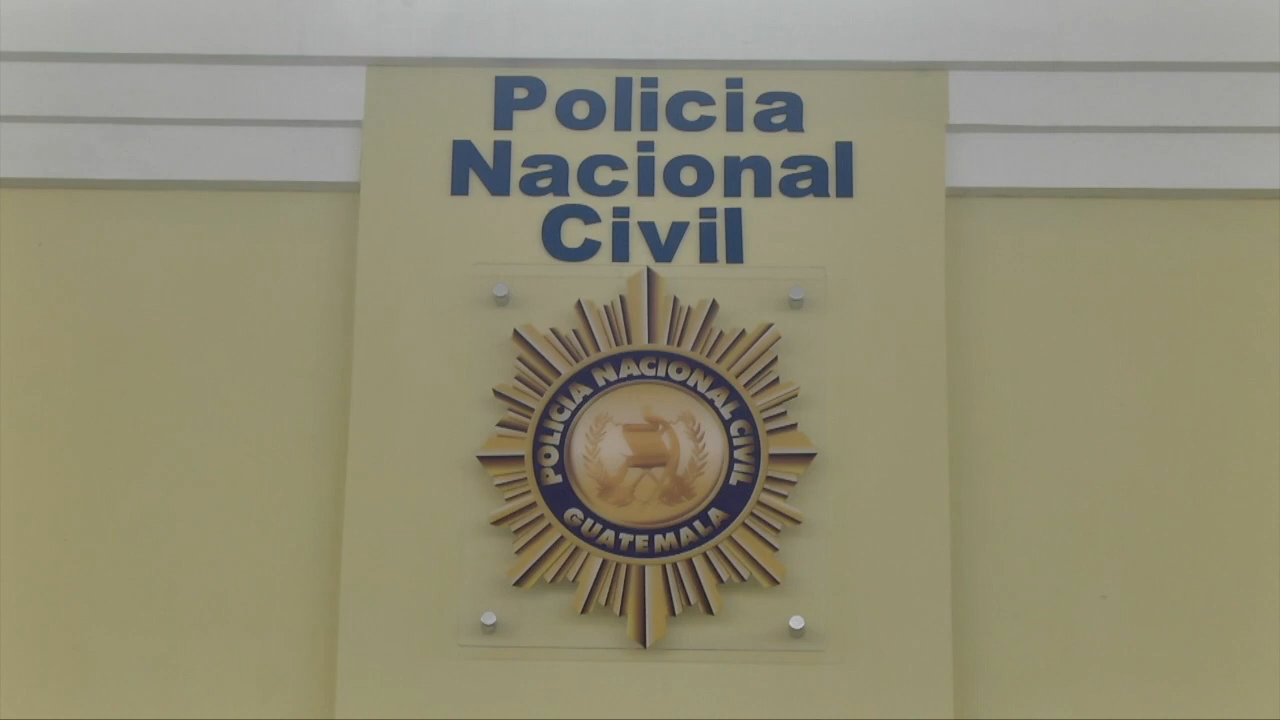 Policia
Nacional
Civil
POLICIA NACIONAL CIVIL
GUATEMALA